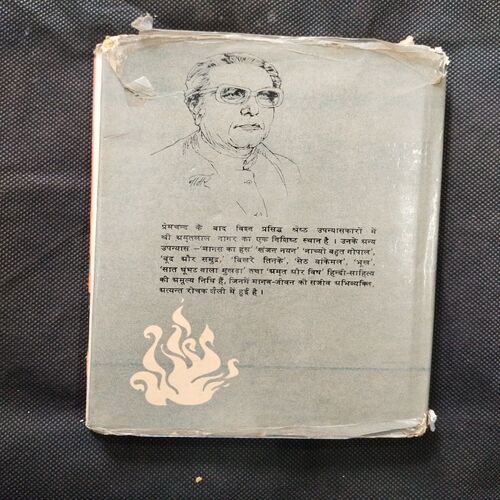 नागर
प्रेमचन्द के बाद विश्व प्रसिद्ध श्रेष्ठ उपन्यासकारों में
श्री अमृतलाल नागर का एक विशिष्ट स्थान है । उनके अन्य
उपन्यास —'मानस का हंस' 'खंजन नयन' 'नाच्यौ बहुत गोपाल',
'बूंद और समुद्र', 'बिखरे तिनके', 'सेठ बांकेमल', 'भूख',
'सात घूंघट वाला मुखड़ा' तथा 'अमृत और विष' हिन्दी-साहित्य
की अमूल्य निधि हैं, जिनमें मानव-जीवन की सजीव अभिव्यक्ति,
अत्यन्त रोचक शैली में हुई है ।